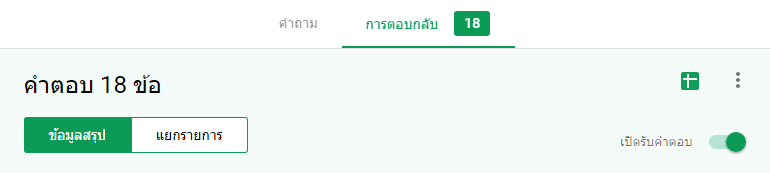 คำถาม
การตอบกลับ 18
คำตอบ 18 ข้อ
ข้อมูลสรุป แยกรายการ
เปิดรับคำตอบ